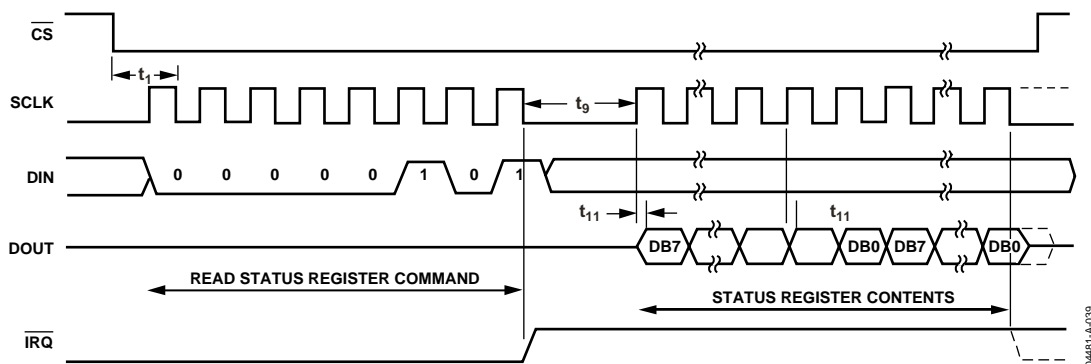 CS
t1
SCLK
t9
DIN
0 0 0 0 0 1 0 1
t11
t11
DOUT
DB7
DB0
DB7
DB0
READ STATUS REGISTER COMMAND
STATUS REGISTER CONTENTS
IRQ